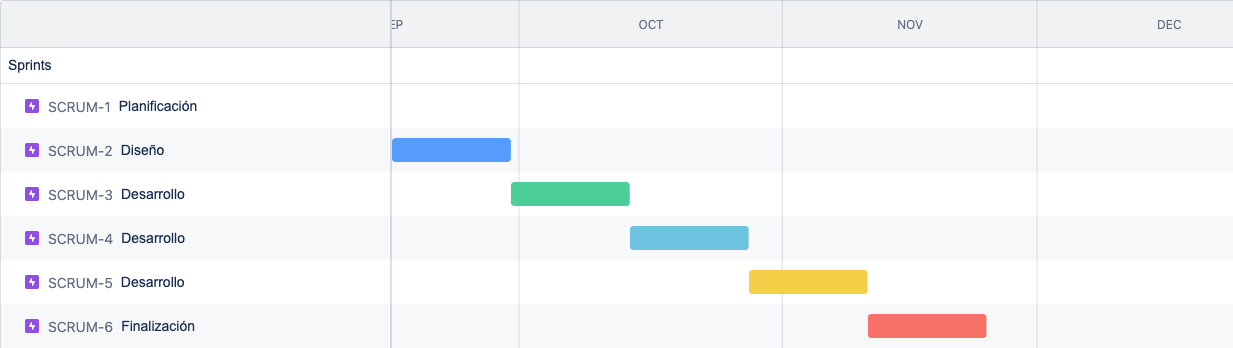 EP OCT NOV DEC
Sprints
SCRUM-1 Planificación
SCRUM-2 Diseño
SCRUM-3 Desarrollo
SCRUM-4 Desarrollo
SCRUM-5 Desarrollo
SCRUM-6 Finalización